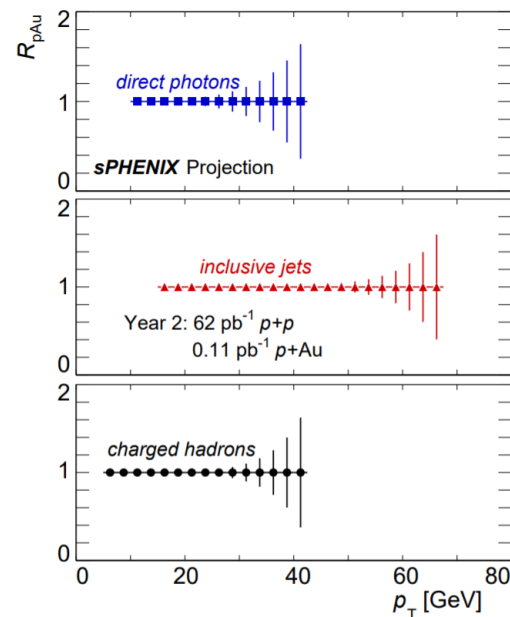 R_pAu
2
direct photons
1
sPHENIX Projection
0
2
inclusive jets
1
Year 2: 62 pb⁻¹ p+p
0.11 pb⁻¹ p+Au
0
2
charged hadrons
1
0
0 20 40 60 80
p_T [GeV]